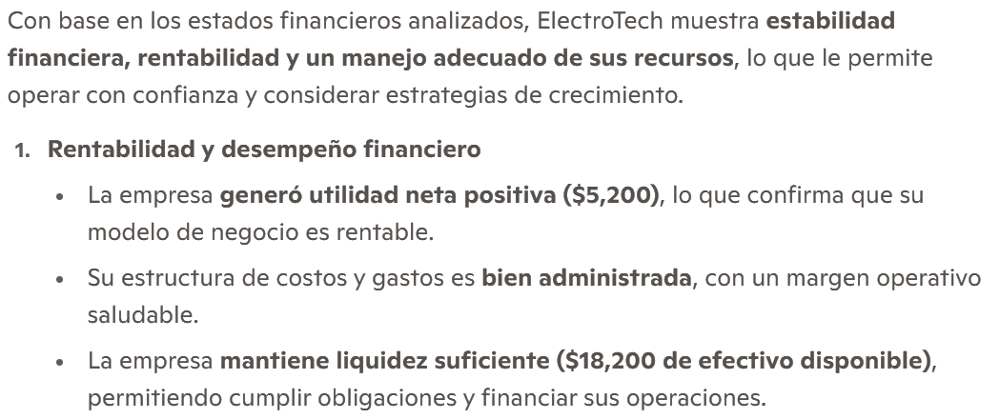 Con base en los estados financieros analizados, ElectroTech muestra estabilidad
financiera, rentabilidad y un manejo adecuado de sus recursos, lo que le permite
operar con confianza y considerar estrategias de crecimiento.
1. Rentabilidad y desempeño financiero
• La empresa generó utilidad neta positiva ($5,200), lo que confirma que su
modelo de negocio es rentable.
• Su estructura de costos y gastos es bien administrada, con un margen operativo
saludable.
• La empresa mantiene liquidez suficiente ($18,200 de efectivo disponible),
permitiendo cumplir obligaciones y financiar sus operaciones.